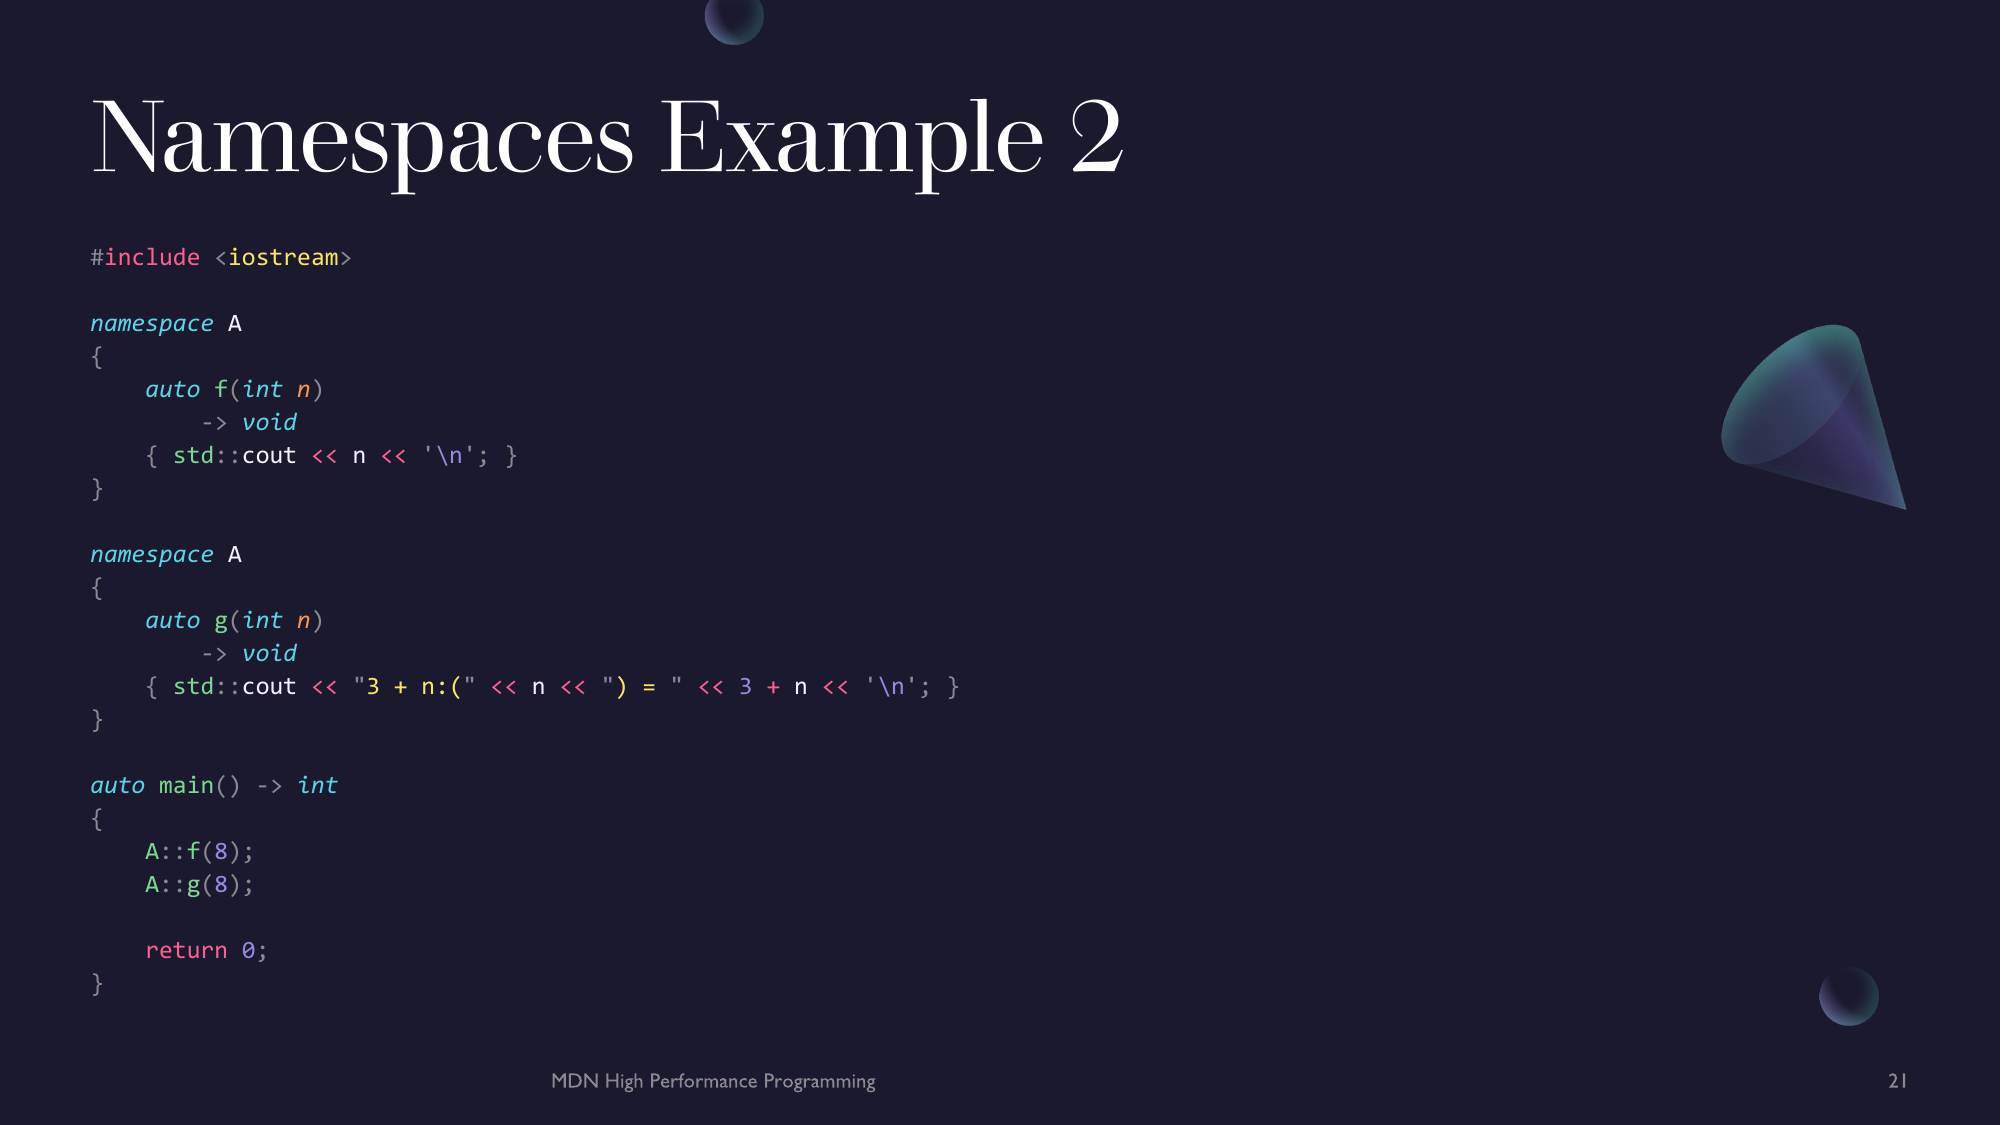 Namespaces Example 2
#include <iostream>
namespace A
{
    auto f(int n)
        -> void
    { std::cout << n << '\n'; }
}
namespace A
{
    auto g(int n)
        -> void
    { std::cout << "3 + n:(" << n << ") = " << 3 + n << '\n'; }
}
auto main() -> int
{
    A::f(8);
    A::g(8);
    return 0;
}
MDN High Performance Programming
21